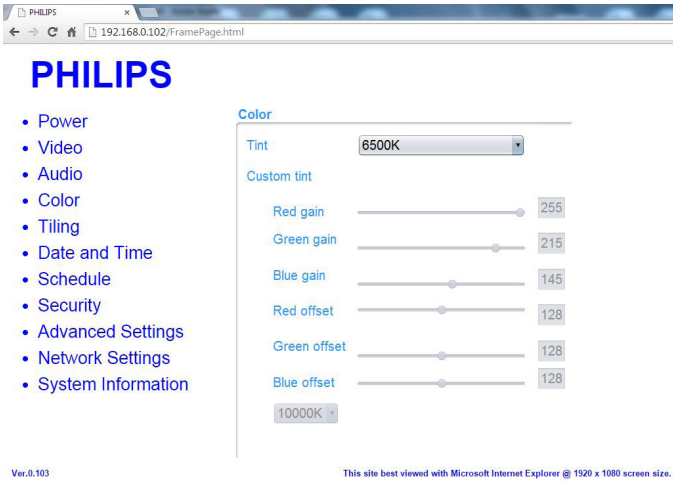 PHILIPS
192.168.0.102/FramePage.html
PHILIPS
Power
Video
Audio
Color
Tiling
Date and Time
Schedule
Security
Advanced Settings
Network Settings
System Information
Color
Tint 6500K
Custom tint
Red gain 255
Green gain 215
Blue gain 145
Red offset 128
Green offset 128
Blue offset 128
10000K
Ver.0.103 This site best viewed with Microsoft Internet Explorer @ 1920 x 1080 screen size.